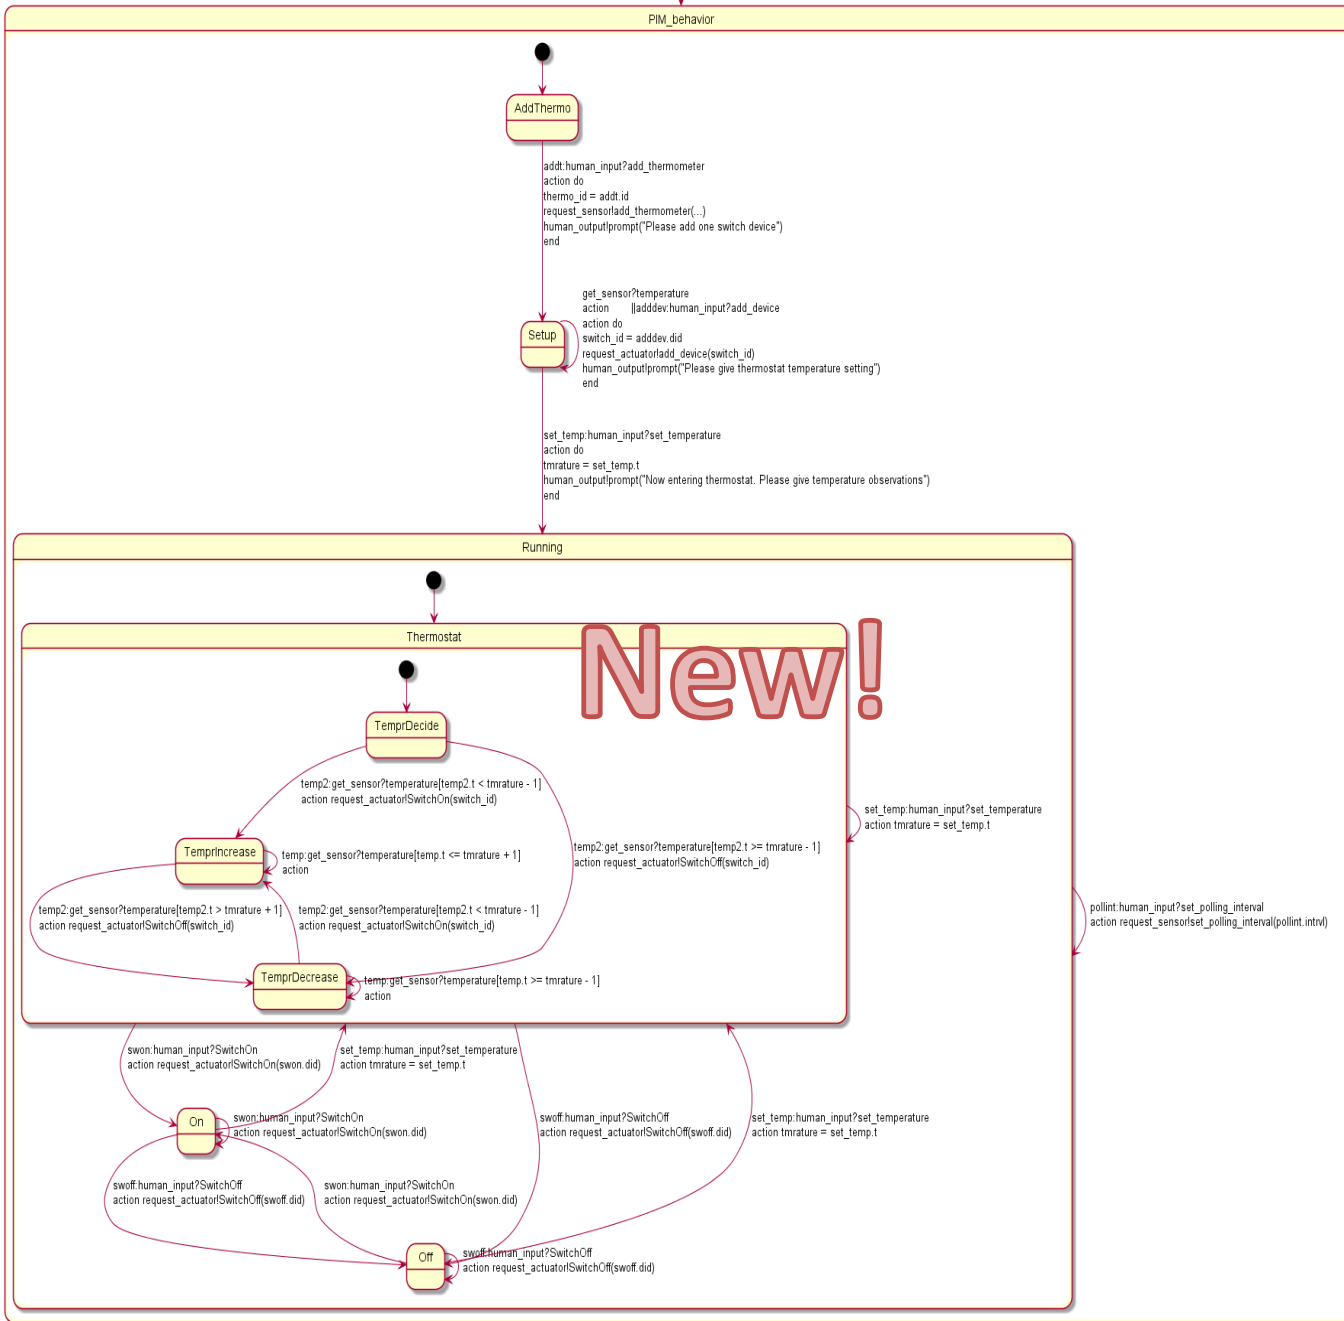 PIM_behavior
AddThermo
addt:human_input?add_thermometer
action do
thermo_id = addt.id
request_sensor!add_thermometer(...)
human_output!prompt("Please add one switch device")
end
get_sensor?temperature
action ||adddev:human_input?add_device
action do
switch_id = adddev.did
request_actuator!add_device(switch_id)
human_output!prompt("Please give thermostat temperature setting")
end
Setup
set_temp:human_input?set_temperature
action do
tmrature = set_temp.t
human_output!prompt("Now entering thermostat. Please give temperature observations")
end
Running
Thermostat
New!
TemprDecide
temp2:get_sensor?temperature[temp2.t < tmrature - 1]
action request_actuator!SwitchOn(switch_id)
set_temp:human_input?set_temperature
action tmrature = set_temp.t
TemprIncrease
temp:get_sensor?temperature[temp.t <= tmrature + 1]
action
temp2:get_sensor?temperature[temp2.t >= tmrature - 1]
action request_actuator!SwitchOff(switch_id)
temp2:get_sensor?temperature[temp2.t > tmrature + 1]
action request_actuator!SwitchOff(switch_id)
temp2:get_sensor?temperature[temp2.t < tmrature - 1]
action request_actuator!SwitchOn(switch_id)
pollint:human_input?set_polling_interval
action request_sensor!set_polling_interval(pollint.intrvl)
TemprDecrease
temp:get_sensor?temperature[temp.t >= tmrature - 1]
action
swon:human_input?SwitchOn
action request_actuator!SwitchOn(swon.did)
set_temp:human_input?set_temperature
action tmrature = set_temp.t
On
swon:human_input?SwitchOn
action request_actuator!SwitchOn(swon.did)
swoff:human_input?SwitchOff
action request_actuator!SwitchOff(swoff.did)
set_temp:human_input?set_temperature
action tmrature = set_temp.t
swoff:human_input?SwitchOff
action request_actuator!SwitchOff(swoff.did)
swon:human_input?SwitchOn
action request_actuator!SwitchOn(swon.did)
Off
swoff:human_input?SwitchOff
action request_actuator!SwitchOff(swoff.did)